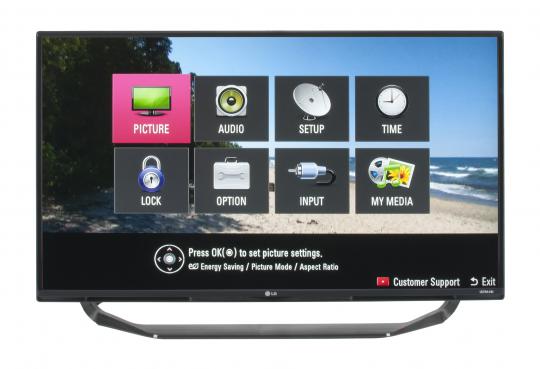 PICTURE
AUDIO
SETUP
TIME
LOCK
OPTION
INPUT
MY MEDIA
Press OK(◉) to set picture settings.
Energy Saving / Picture Mode / Aspect Ratio
Customer Support Exit
LG